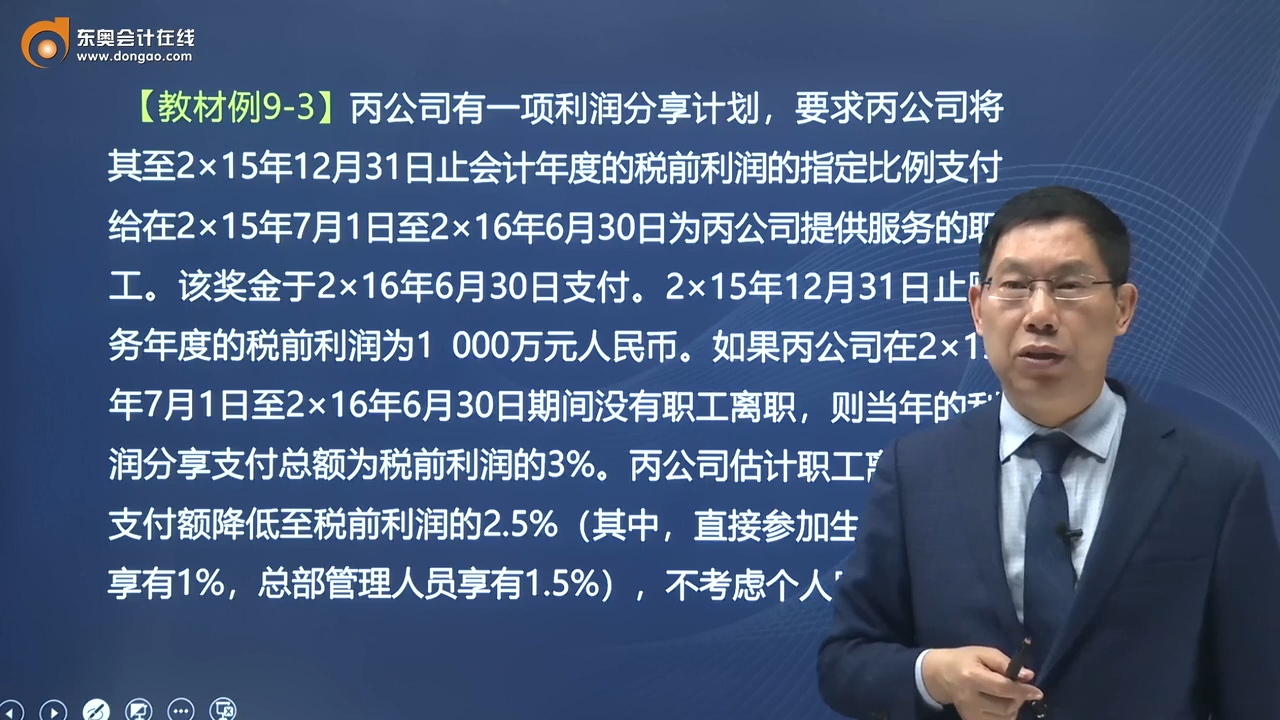 东奥会计在线
www.dongao.com
【教材例9-3】丙公司有一项利润分享计划，要求丙公司将
其至2×15年12月31日止会计年度的税前利润的指定比例支付
给在2×15年7月1日至2×16年6月30日为丙公司提供服务的职
工。该奖金于2×16年6月30日支付。2×15年12月31日止
务年度的税前利润为1 000万元人民币。如果丙公司在2×1
年7月1日至2×16年6月30日期间没有职工离职，则当年的利
润分享支付总额为税前利润的3%。丙公司估计职工离
支付额降低至税前利润的2.5%（其中，直接参加生
享有1%，总部管理人员享有1.5%），不考虑个人